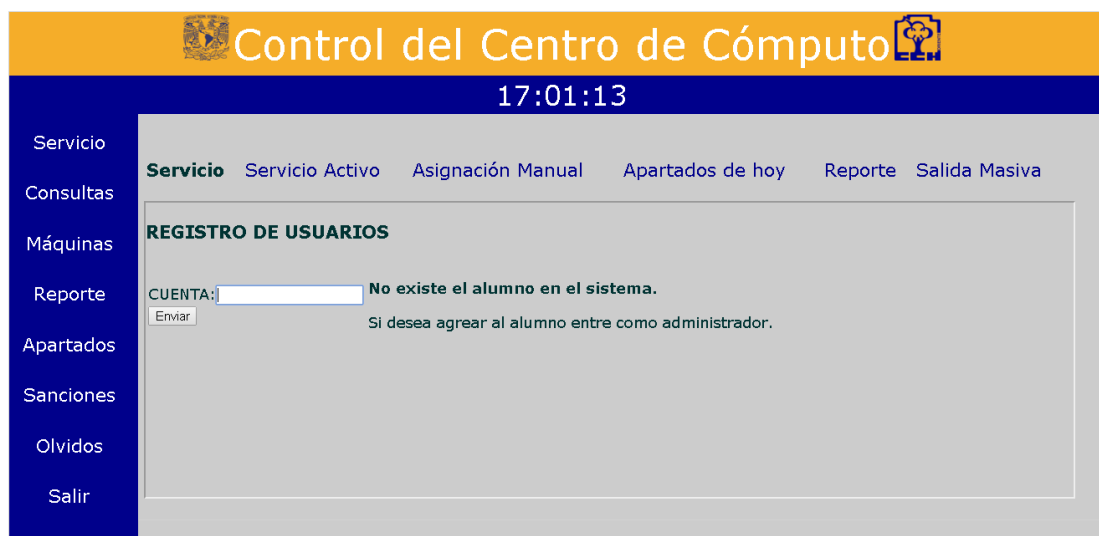 Control del Centro de Cómputo
CCH
17:01:13
Servicio
Consultas
Máquinas
Reporte
Apartados
Sanciones
Olvidos
Salir
Servicio Servicio Activo Asignación Manual Apartados de hoy Reporte Salida Masiva
REGISTRO DE USUARIOS
CUENTA: No existe el alumno en el sistema.
Enviar
Si desea agrear al alumno entre como administrador.